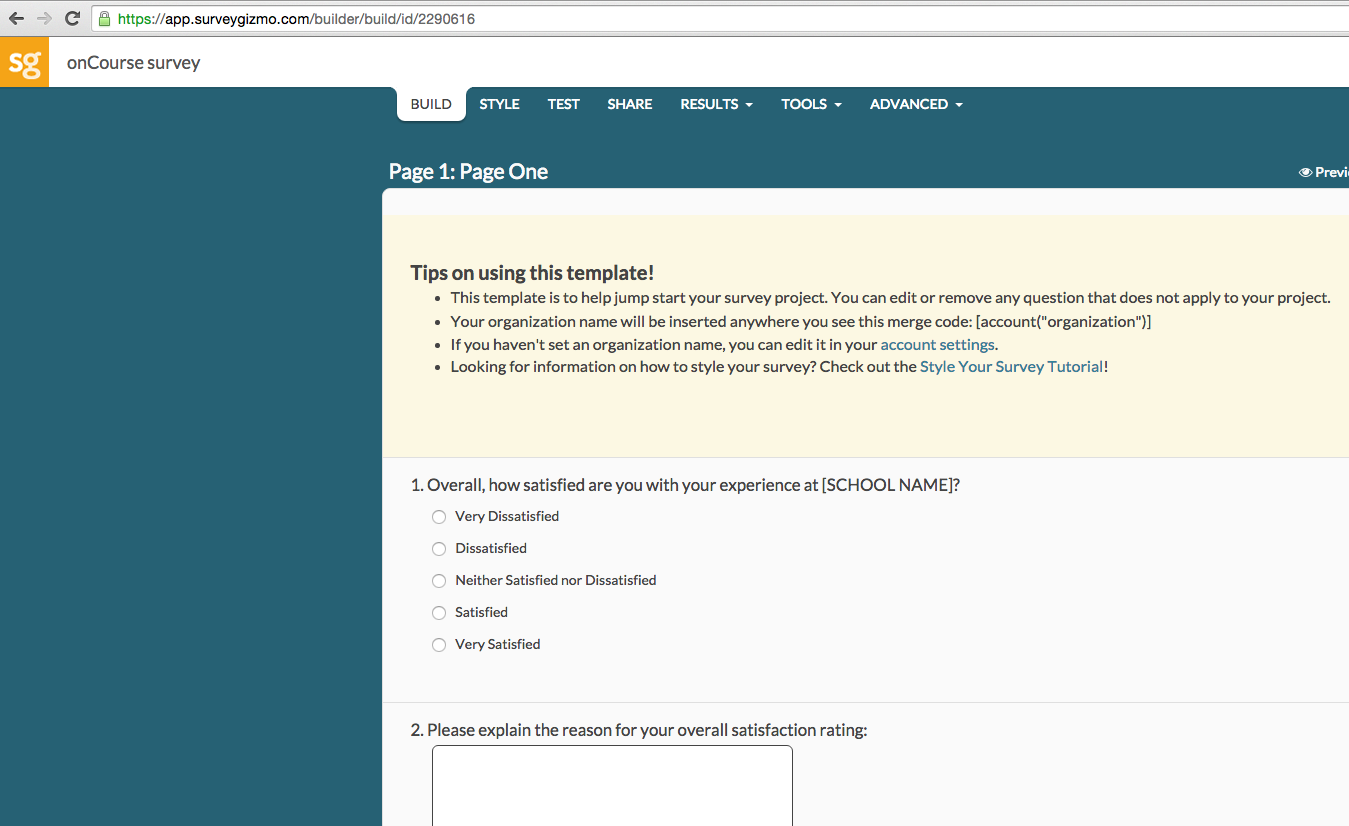 https://app.surveygizmo.com/builder/build/id/2290616
sg onCourse survey
BUILD STYLE TEST SHARE RESULTS TOOLS ADVANCED
Page 1: Page One Previ
Tips on using this template!
• This template is to help jump start your survey project. You can edit or remove any question that does not apply to your project.
• Your organization name will be inserted anywhere you see this merge code: [account("organization")]
• If you haven't set an organization name, you can edit it in your account settings.
• Looking for information on how to style your survey? Check out the Style Your Survey Tutorial!
1. Overall, how satisfied are you with your experience at [SCHOOL NAME]?
Very Dissatisfied
Dissatisfied
Neither Satisfied nor Dissatisfied
Satisfied
Very Satisfied
2. Please explain the reason for your overall satisfaction rating: